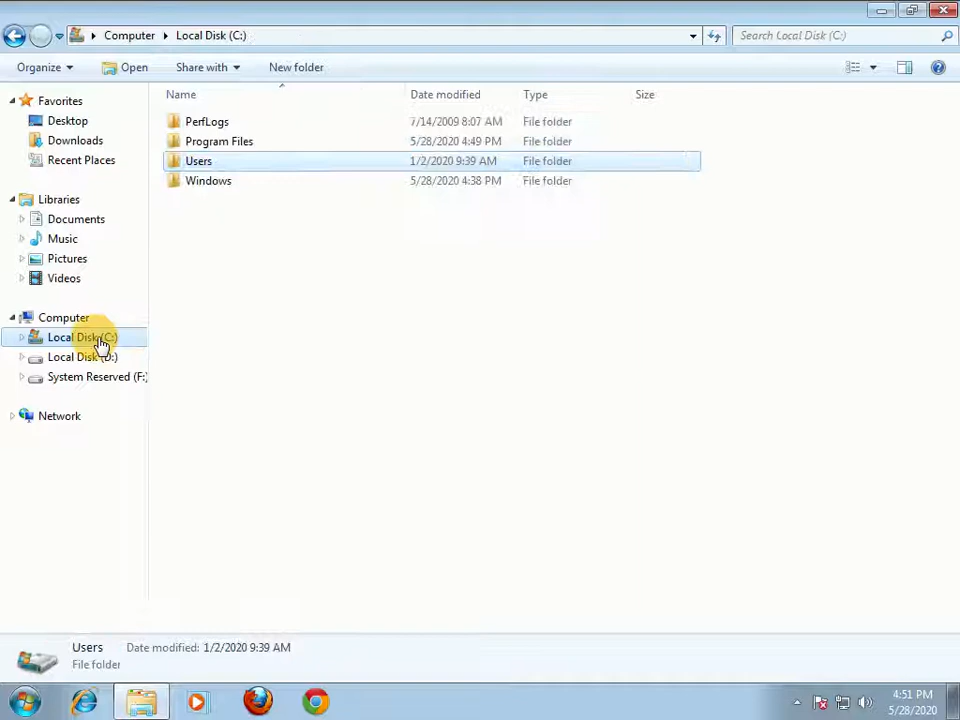 Computer Local Disk (C:) Search Local Disk (C:)
Organize Open Share with New folder
Name Date modified Type Size
Favorites
Desktop
Downloads
Recent Places
Libraries
Documents
Music
Pictures
Videos
Computer
Local Disk (C:)
Local Disk (D:)
System Reserved (F:)
Network
PerfLogs 7/14/2009 8:07 AM File folder
Program Files 5/28/2020 4:49 PM File folder
Users 1/2/2020 9:39 AM File folder
Windows 5/28/2020 4:38 PM File folder
Users Date modified: 1/2/2020 9:39 AM
File folder
4:51 PM
5/28/2020